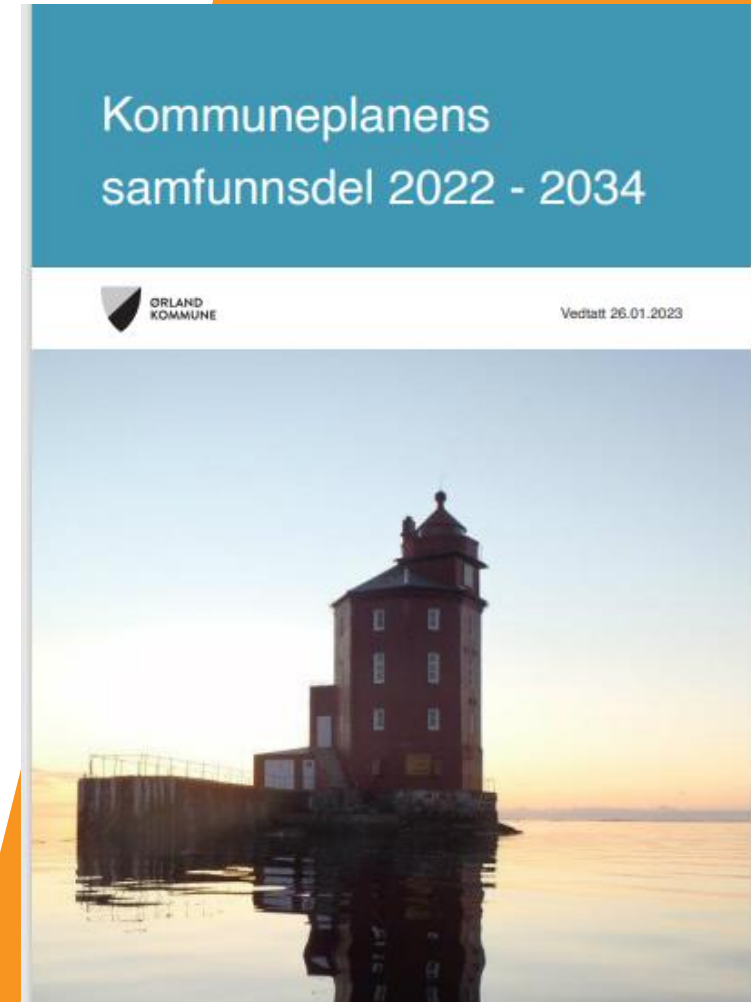 Kommuneplanens
samfunnsdel 2022 - 2034
ØRLAND
KOMMUNE
Vedtatt 26.01.2023